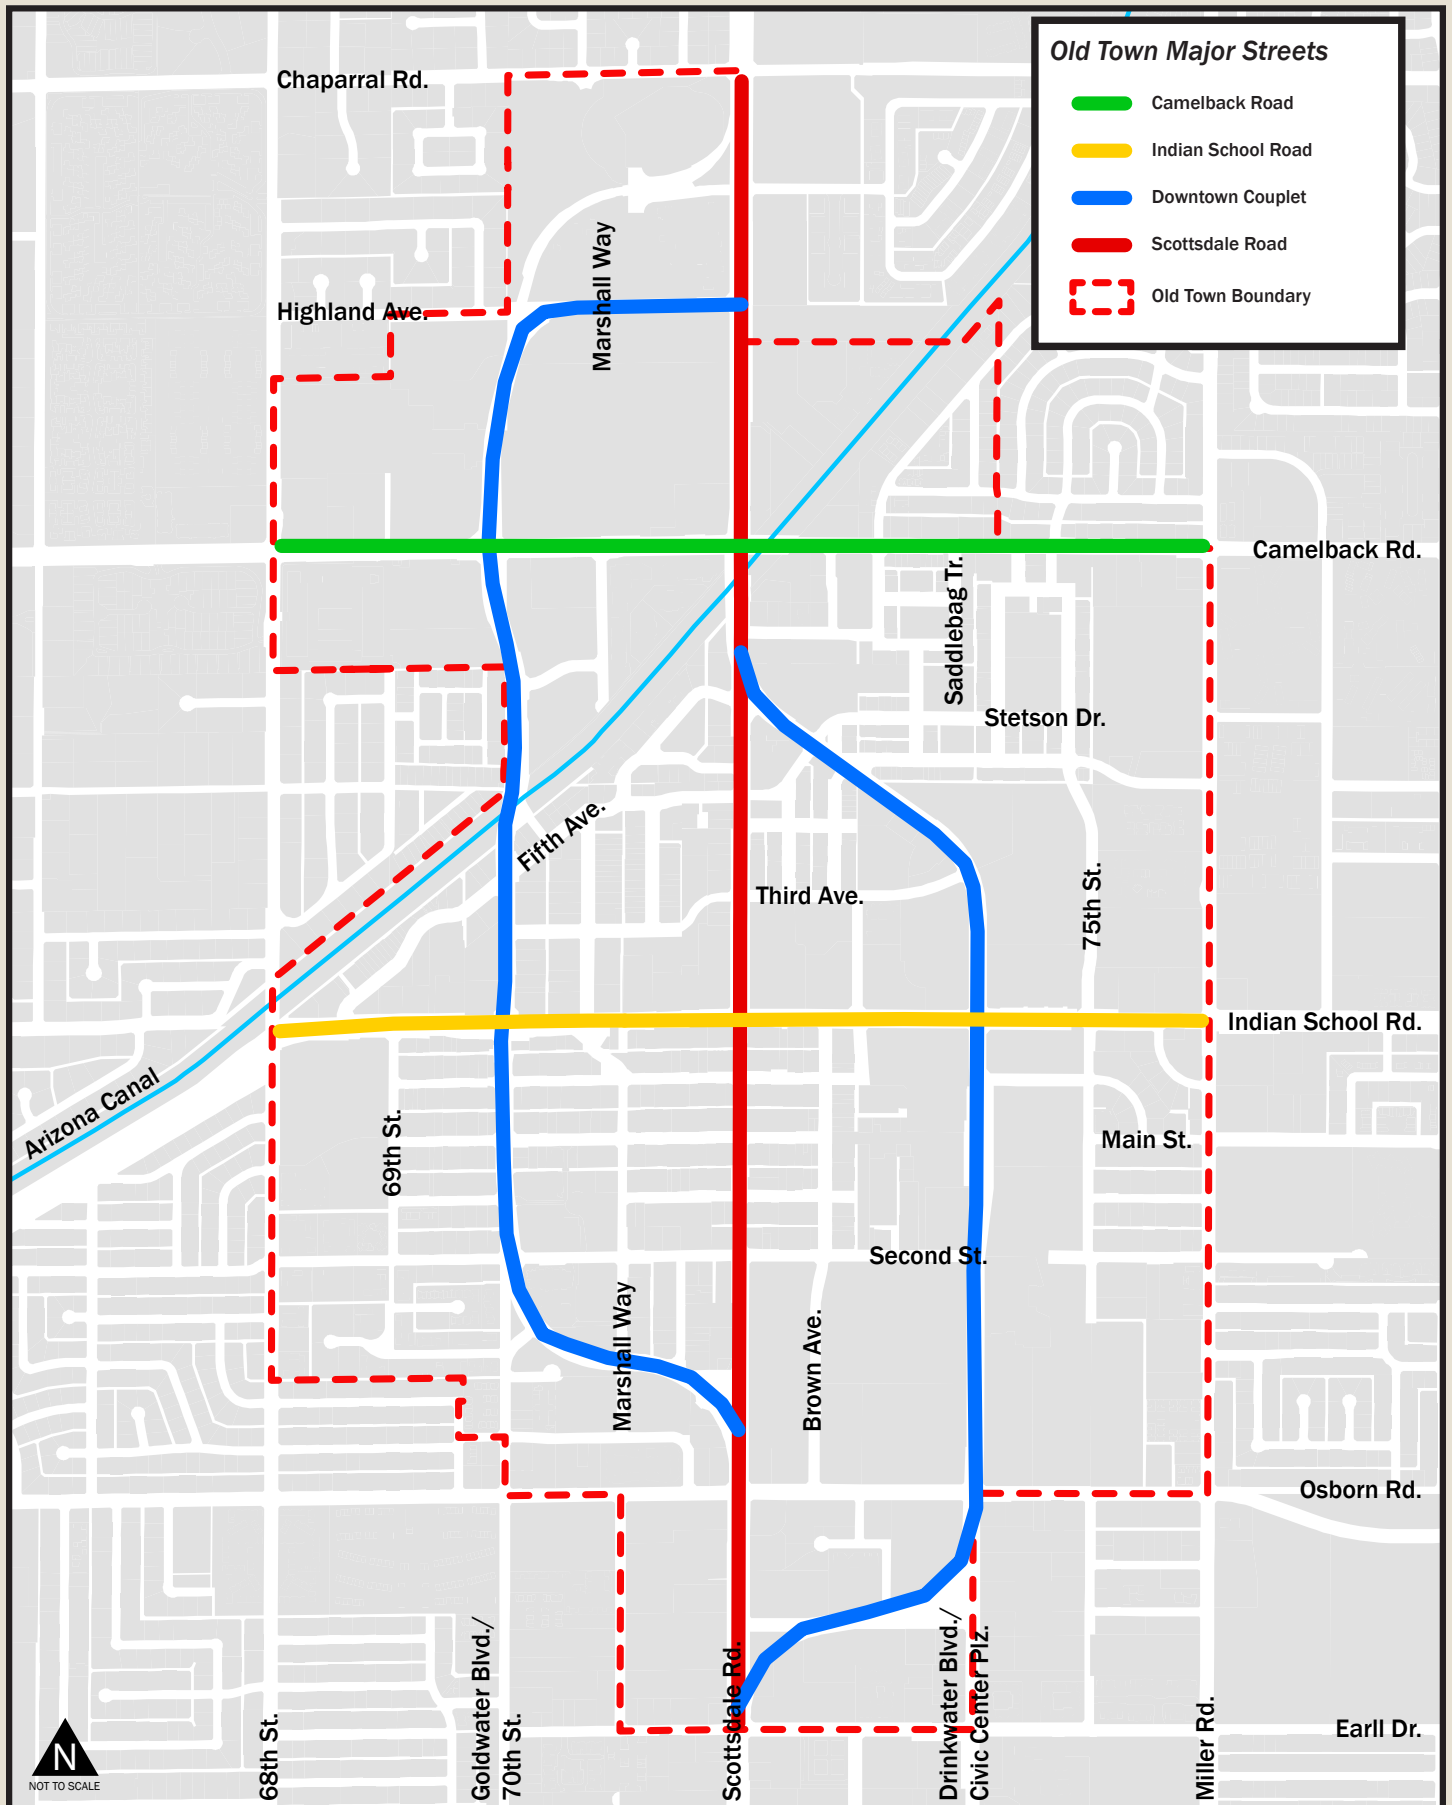 Old Town Major Streets
Camelback Road
Indian School Road
Downtown Couplet
Scottsdale Road
Old Town Boundary
Chaparral Rd.
Marshall Way
Highland Ave.
Camelback Rd.
Saddlebag Tr.
Stetson Dr.
Fifth Ave.
Third Ave.
75th St.
Indian School Rd.
Arizona Canal
69th St.
Main St.
Second St.
Marshall Way
Brown Ave.
Osborn Rd.
68th St.
Goldwater Blvd./
70th St.
Scottsdale Rd.
Drinkwater Blvd./
Civic Center Plz.
Miller Rd.
Earll Dr.
N
NOT TO SCALE